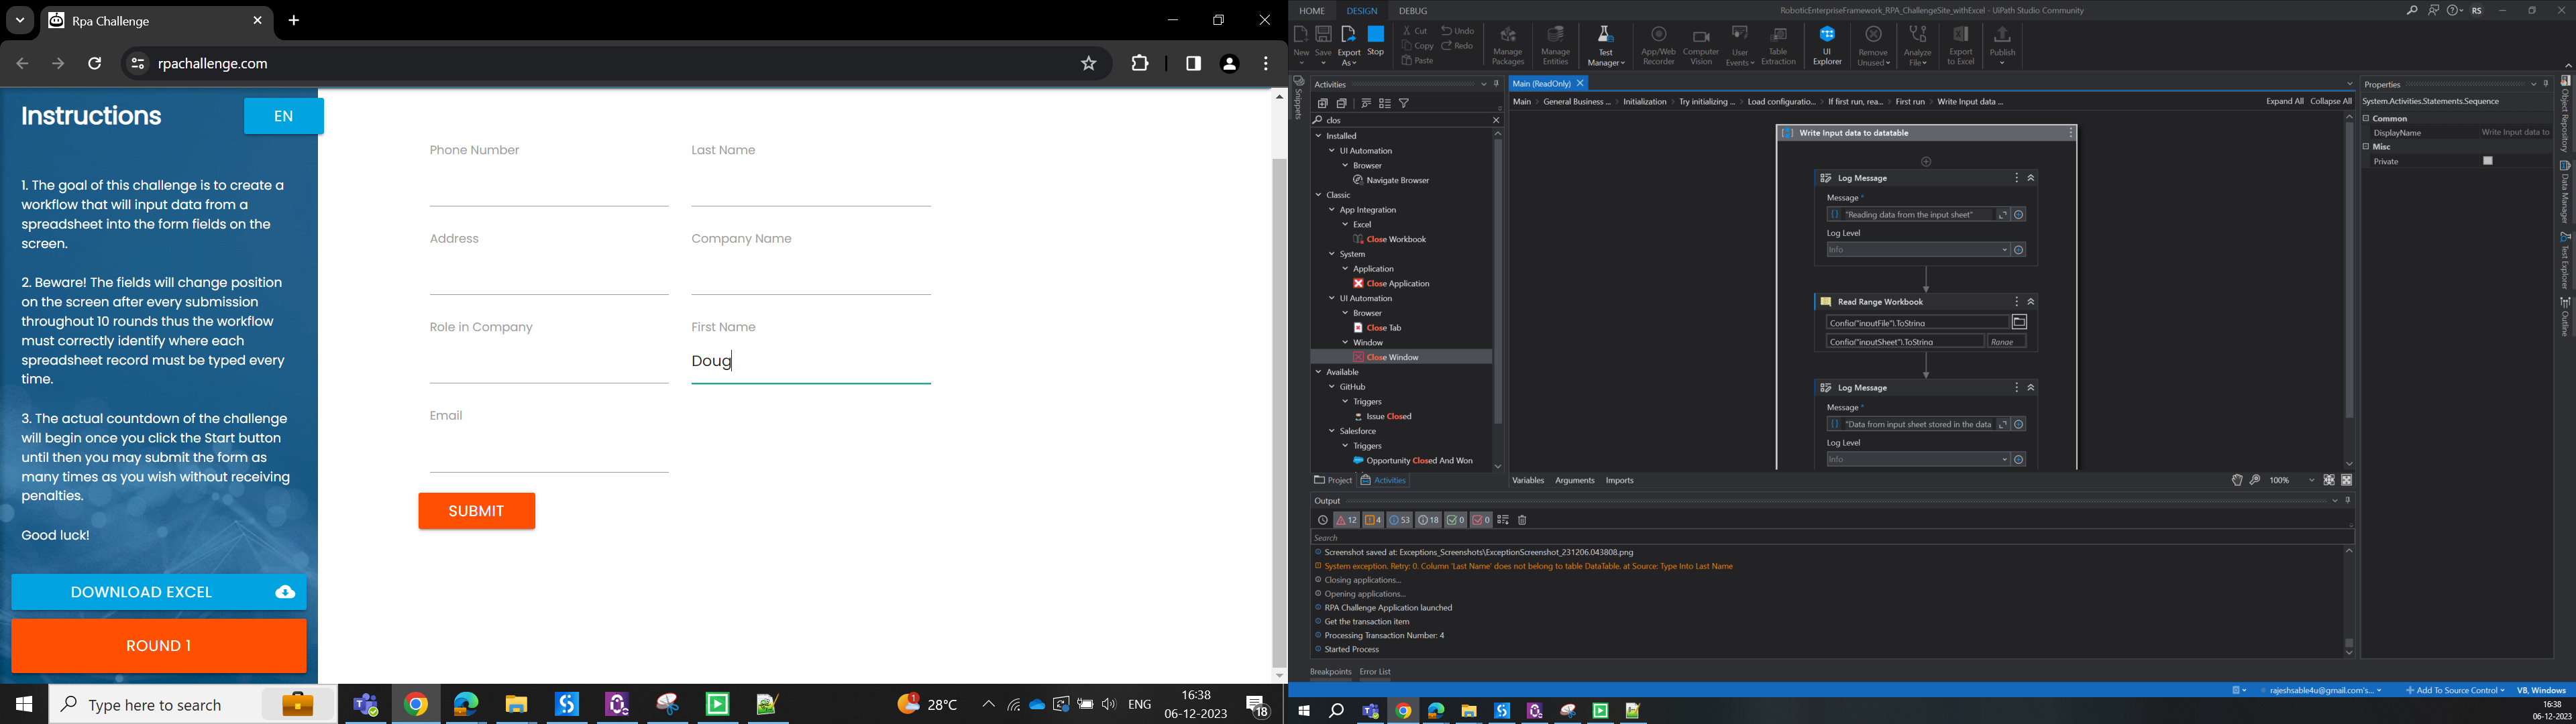 Rpa Challenge
rpachallenge.com
Instructions
EN
1. The goal of this challenge is to create a
workflow that will input data from a
spreadsheet into the form fields on the
screen.
2. Beware! The fields will change position
on the screen after every submission
throughout 10 rounds thus the workflow
must correctly identify where each
spreadsheet record must be typed every
time.
3. The actual countdown of the challenge
will begin once you click the Start button
until then you may submit the form as
many times as you wish without receiving
penalties.
Good luck!
DOWNLOAD EXCEL
ROUND 1
Phone Number
Last Name
Address
Company Name
Role in Company
First Name
Doug
Email
SUBMIT
Type here to search
28°C
ENG
16:38
06-12-2023
18
HOME DESIGN DEBUG
RoboticEnterpriseFramework_RPA_ChallengeSite_withExcel - UiPath Studio Community
RS
New Save Export As Stop
Cut Copy Paste
Undo Redo
Manage Packages
Manage Entities
Test Manager
App/Web Recorder
Computer Vision
User Events
Table Extraction
UI Explorer
Remove Unused
Analyze File
Export to Excel
Publish
Snippets
Activities
clos
Installed
UI Automation
Browser
Navigate Browser
Classic
App Integration
Excel
Close Workbook
System
Application
Close Application
UI Automation
Browser
Close Tab
Window
Close Window
Available
GitHub
Triggers
Issue Closed
Salesforce
Triggers
Opportunity Closed And Won
Project Activities
Main (ReadOnly)
Main > General Business ... > Initialization > Try initializing ... > Load configuratio... > If first run, rea... > First run > Write Input data ...
Expand All Collapse All
Write Input data to datatable
Log Message
Message *
"Reading data from the input sheet"
Log Level
Info
Read Range Workbook
Config("inputFile").ToString
Config("inputSheet").ToString
Range
Log Message
Message *
"Data from input sheet stored in the data
Log Level
Info
Variables Arguments Imports
100%
Properties
System.Activities.Statements.Sequence
Common
DisplayName Write Input data to
Misc
Private
Object Repository
Data Manager
Test Explorer
Outline
Output
12 4 53 18 0 0
Search
Screenshot saved at: Exceptions_Screenshots\ExceptionScreenshot_231206.043808.png
System exception. Retry: 0. Column 'Last Name' does not belong to table DataTable. at Source: Type Into Last Name
Closing applications...
Opening applications...
RPA Challenge Application launched
Get the transaction item
Processing Transaction Number: 4
Started Process
Breakpoints Error List
rajeshsable4u@gmail.com's...
Add To Source Control
VB, Windows
16:38
06-12-2023